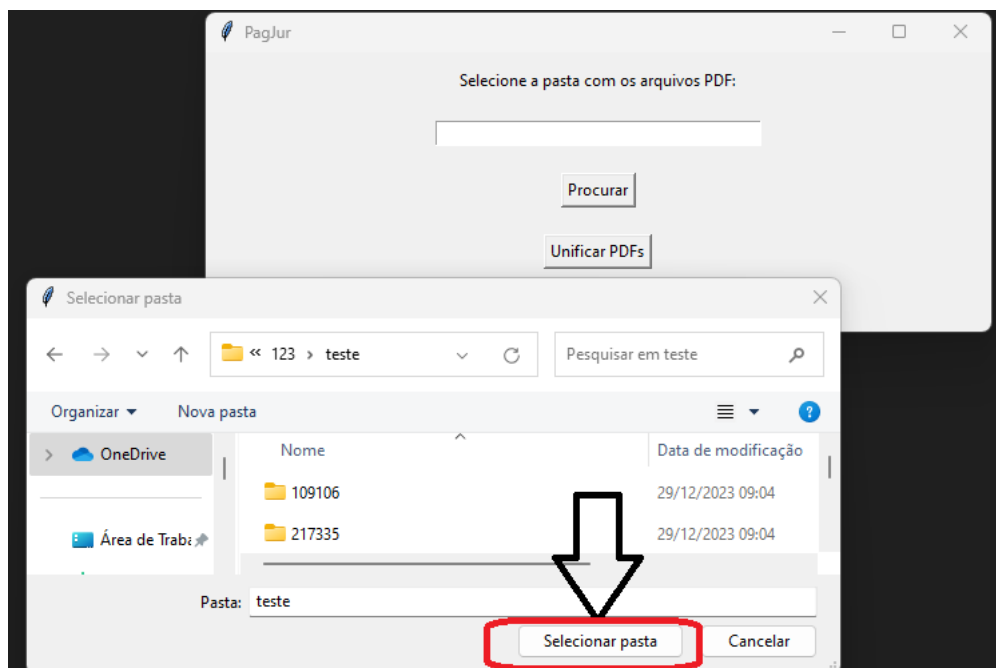 PagJur
Selecione a pasta com os arquivos PDF:
Procurar
Unificar PDFs
Selecionar pasta
« 123 › teste
Pesquisar em teste
Organizar
Nova pasta
?
OneDrive
Nome
Data de modificação
109106
29/12/2023 09:04
Área de Traba
217335
29/12/2023 09:04
Pasta: teste
Selecionar pasta
Cancelar